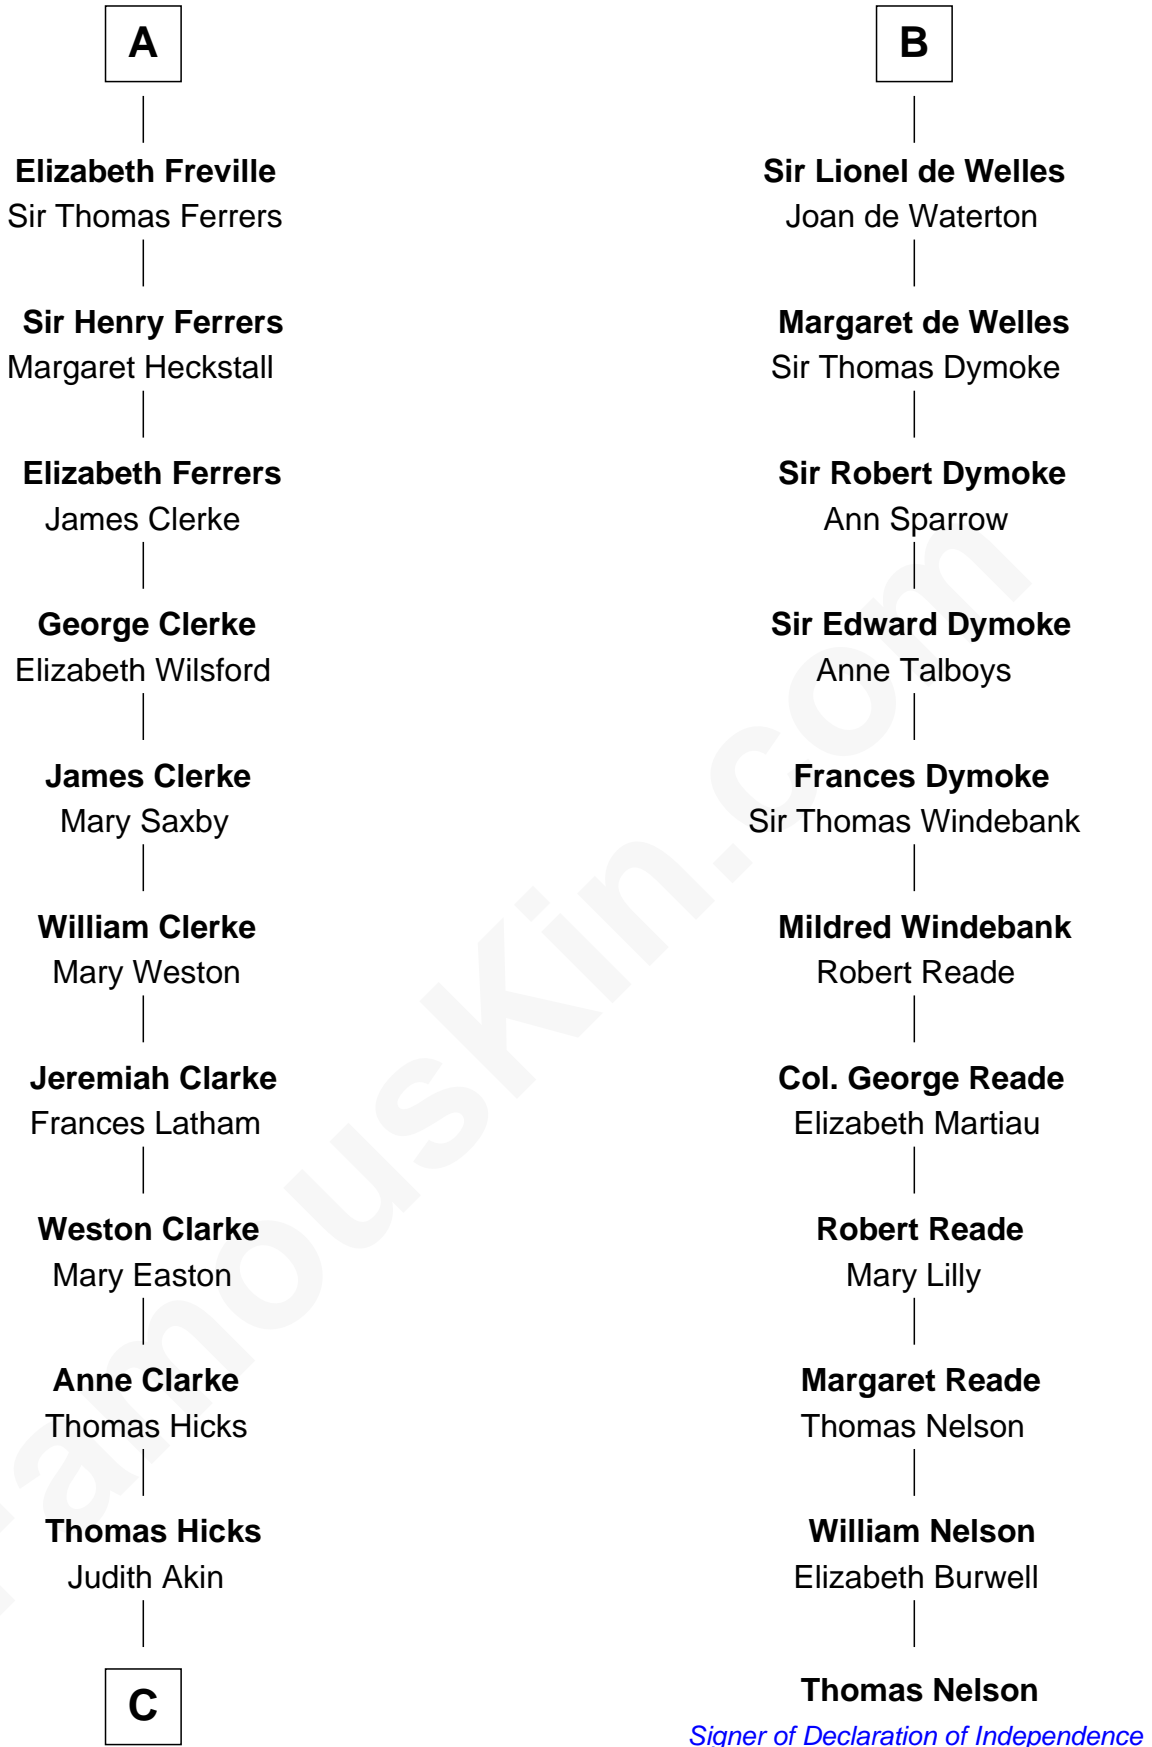 A
Elizabeth Freville
Sir Thomas Ferrers
Sir Henry Ferrers
Margaret Heckstall
Elizabeth Ferrers
James Clerke
George Clerke
Elizabeth Wilsford
James Clerke
Mary Saxby
William Clerke
Mary Weston
Jeremiah Clarke
Frances Latham
Weston Clarke
Mary Easton
Anne Clarke
Thomas Hicks
Thomas Hicks
Judith Akin
C
B
Sir Lionel de Welles
Joan de Waterton
Margaret de Welles
Sir Thomas Dymoke
Sir Robert Dymoke
Ann Sparrow
Sir Edward Dymoke
Anne Talboys
Frances Dymoke
Sir Thomas Windebank
Mildred Windebank
Robert Reade
Col. George Reade
Elizabeth Martiau
Robert Reade
Mary Lilly
Margaret Reade
Thomas Nelson
William Nelson
Elizabeth Burwell
Thomas Nelson
Signer of Declaration of Independence
FamousKin.com